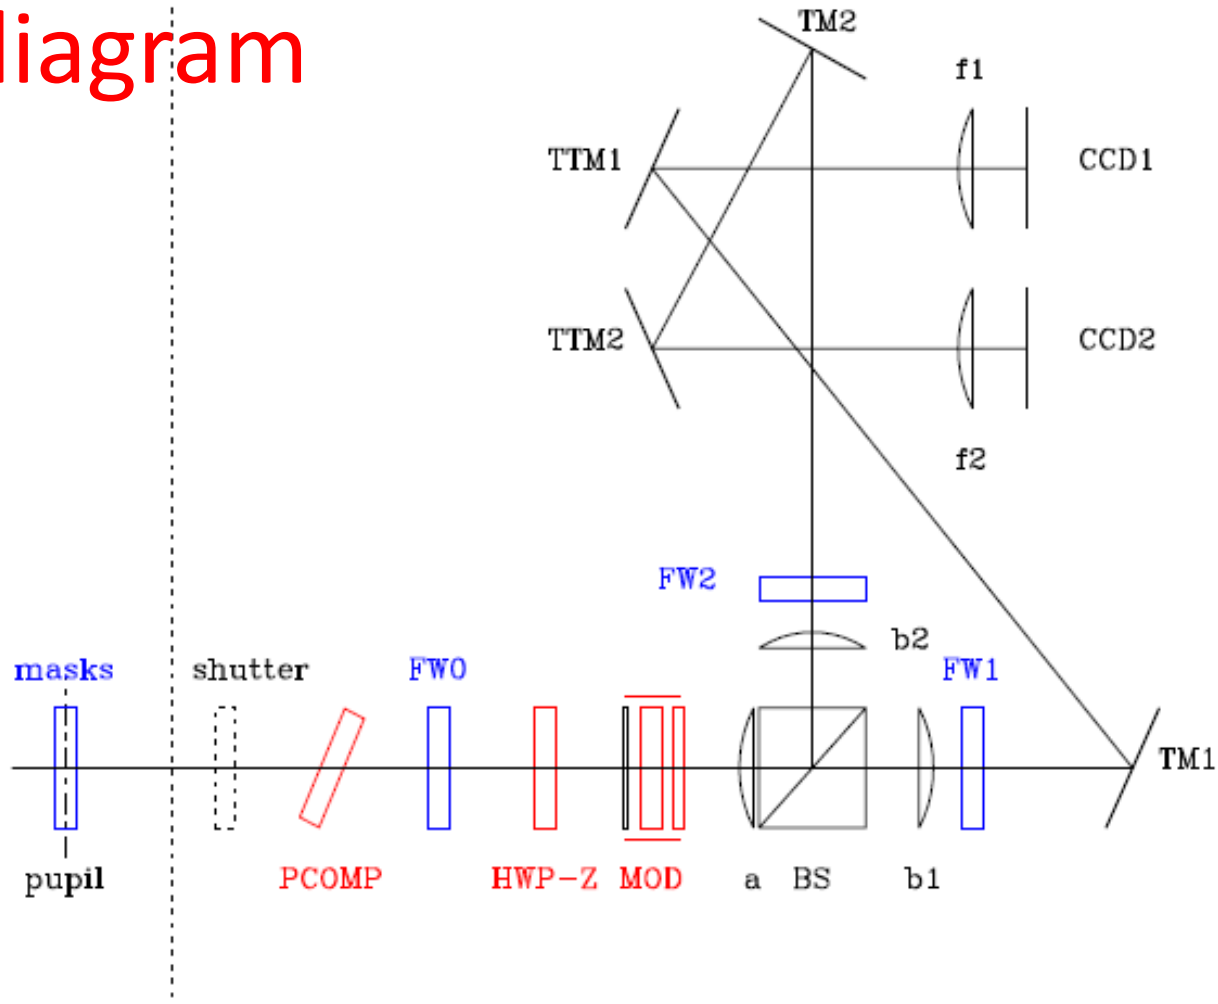 diagram
TM2
f1
TTM1
CCD1
TTM2
CCD2
f2
FW2
b2
masks
shutter
FW0
FW1
TM1
pupil
PCOMP
HWP-Z
MOD
a
BS
b1